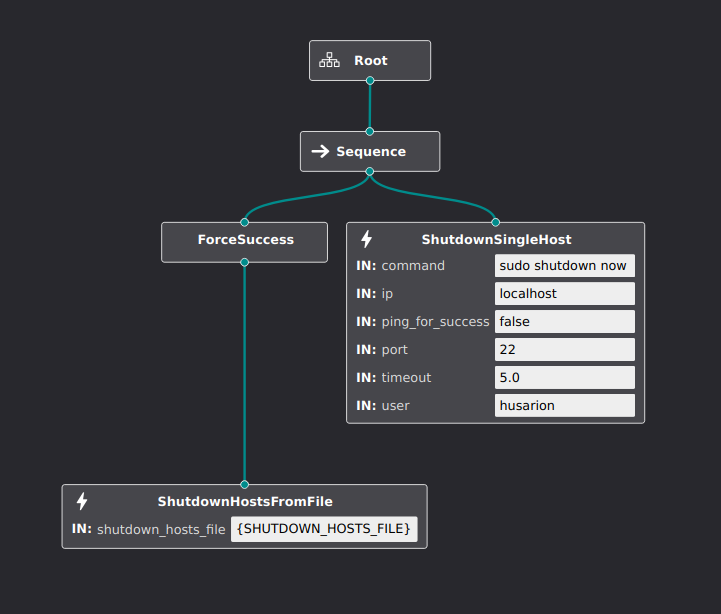 Root
Sequence
ForceSuccess
ShutdownSingleHost
IN: command sudo shutdown now
IN: ip localhost
IN: ping_for_success false
IN: port 22
IN: timeout 5.0
IN: user husarion
ShutdownHostsFromFile
IN: shutdown_hosts_file {SHUTDOWN_HOSTS_FILE}